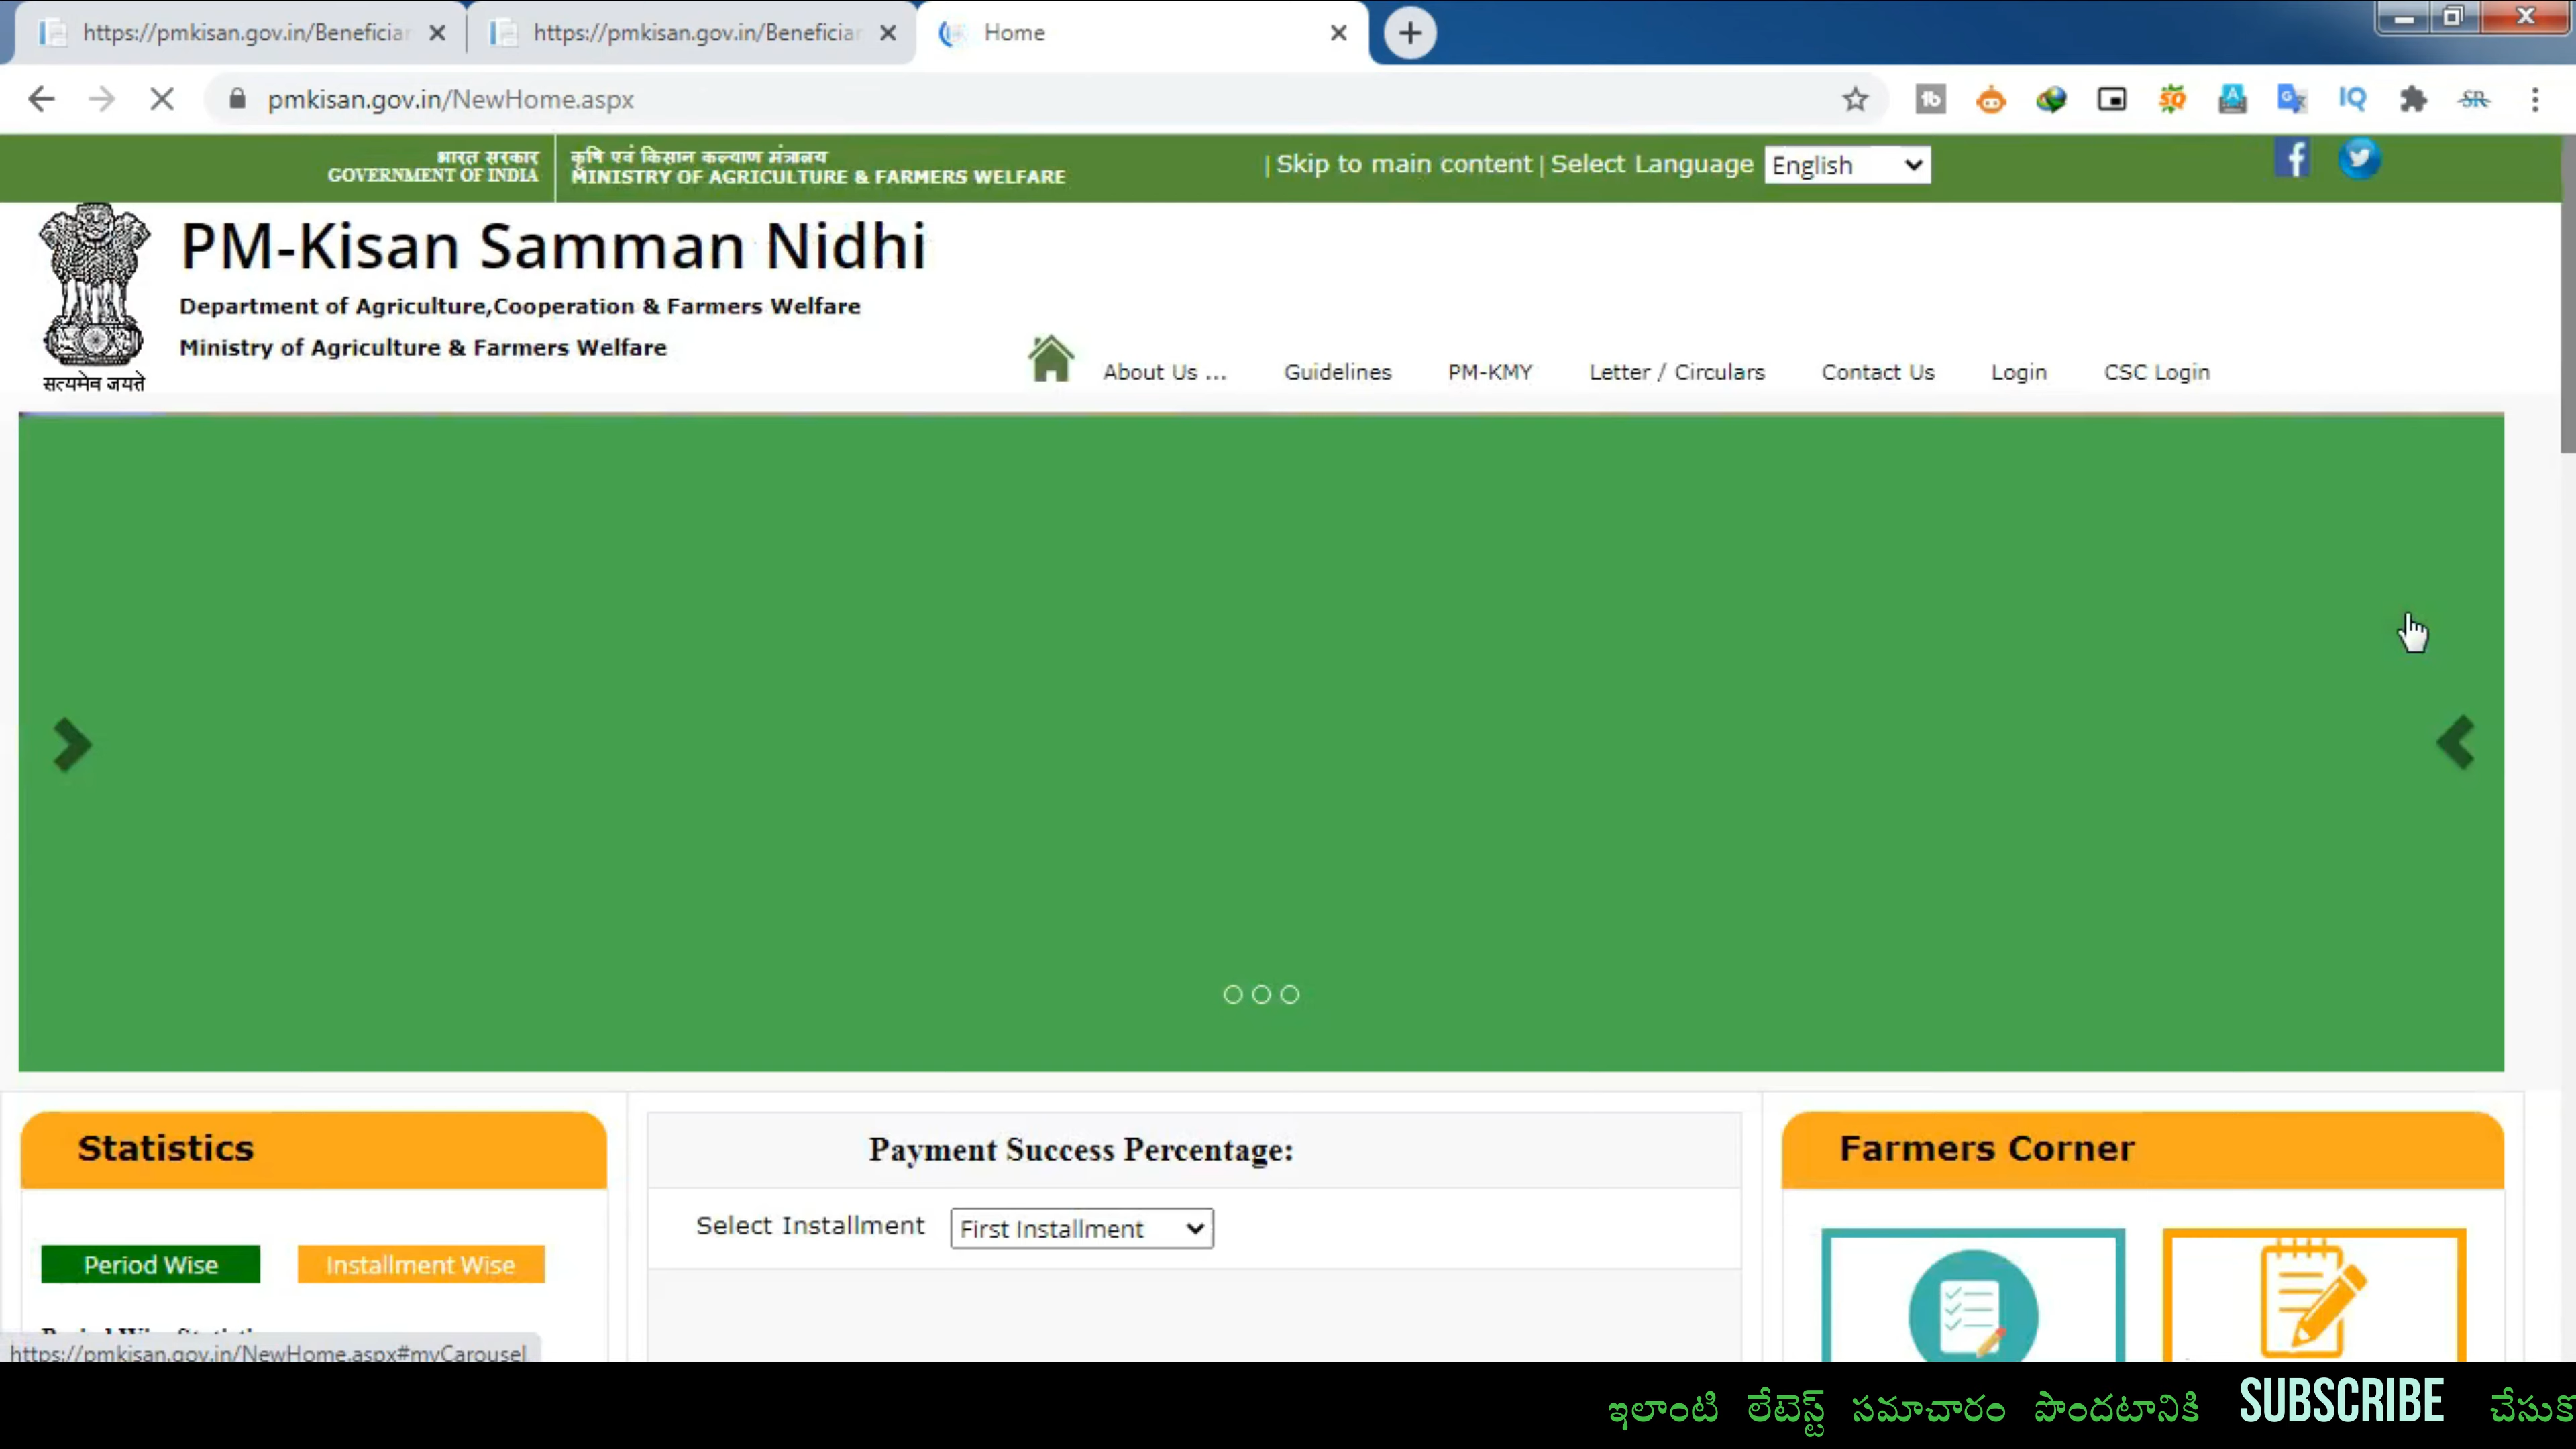 https://pmkisan.gov.in/Beneficiar
https://pmkisan.gov.in/Beneficiar
Home
pmkisan.gov.in/NewHome.aspx
भारत सरकार
GOVERNMENT OF INDIA
कृषि एवं किसान कल्याण मंत्रालय
MINISTRY OF AGRICULTURE & FARMERS WELFARE
| Skip to main content | Select Language English
PM-Kisan Samman Nidhi
Department of Agriculture,Cooperation & Farmers Welfare
Ministry of Agriculture & Farmers Welfare
सत्यमेव जयते
About Us ... Guidelines PM-KMY Letter / Circulars Contact Us Login CSC Login
Statistics
Payment Success Percentage:
Farmers Corner
Select Installment First Installment
Period Wise Installment Wise
https://pmkisan.gov.in/NewHome.aspx#myCarousel
ఇలాంటి లేటెస్ట్ సమాచారం పొందటానికి SUBSCRIBE